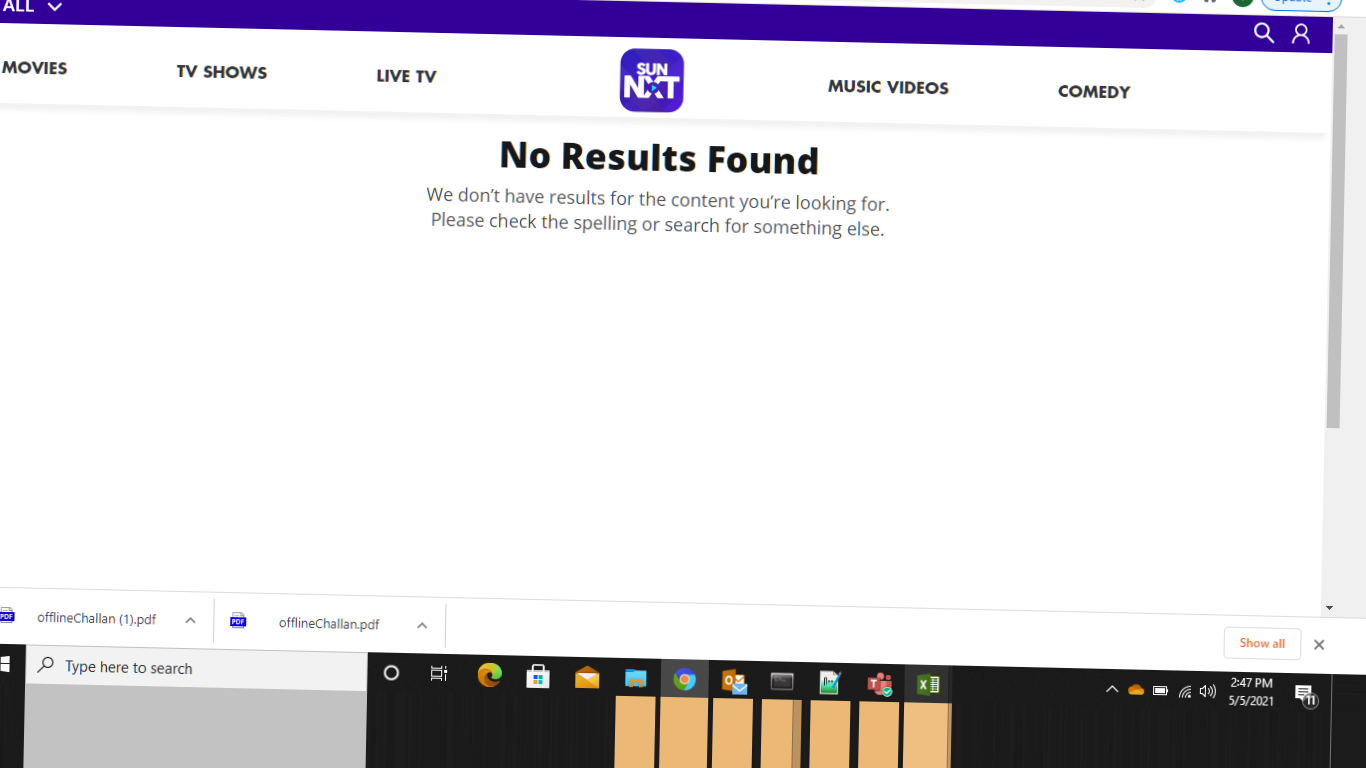 ALL
MOVIES
TV SHOWS
LIVE TV
SUN
NXT
MUSIC VIDEOS
COMEDY
No Results Found
We don't have results for the content you're looking for.
Please check the spelling or search for something else.
PDF
offlineChallan (1).pdf
PDF
offlineChallan.pdf
Show all
Type here to search
2:47 PM
5/5/2021
11